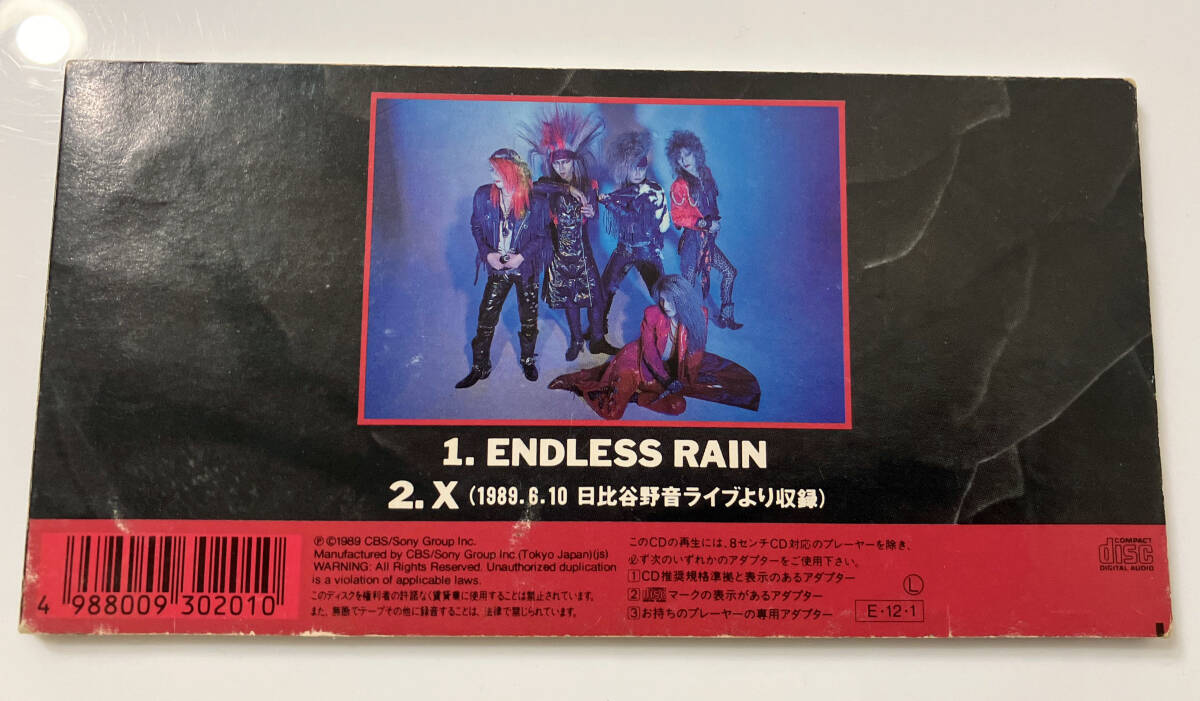 1. ENDLESS RAIN
2. X (1989.6.10 日比谷野音ライブより収録)
4 988009 302010
Ⓟ©1989 CBS/Sony Group Inc.
Manufactured by CBS/Sony Group Inc.(Tokyo Japan)(js)
WARNING: All Rights Reserved. Unauthorized duplication
is a violation of applicable laws.
このディスクを権利者の許諾なく賃貸業に使用することは禁止されています。
また、無断でテープその他に録音することは、法律で禁じられています。
このCDの再生には、8センチCD対応のプレーヤーを除き、
必ず次のいずれかのアダプターをご使用下さい。
1 CD推奨規格準拠と表示のあるアダプター
2 マークの表示があるアダプター
3 お持ちのプレーヤーの専用アダプター
L
E・12・1
COMPACT
disc
DIGITAL AUDIO